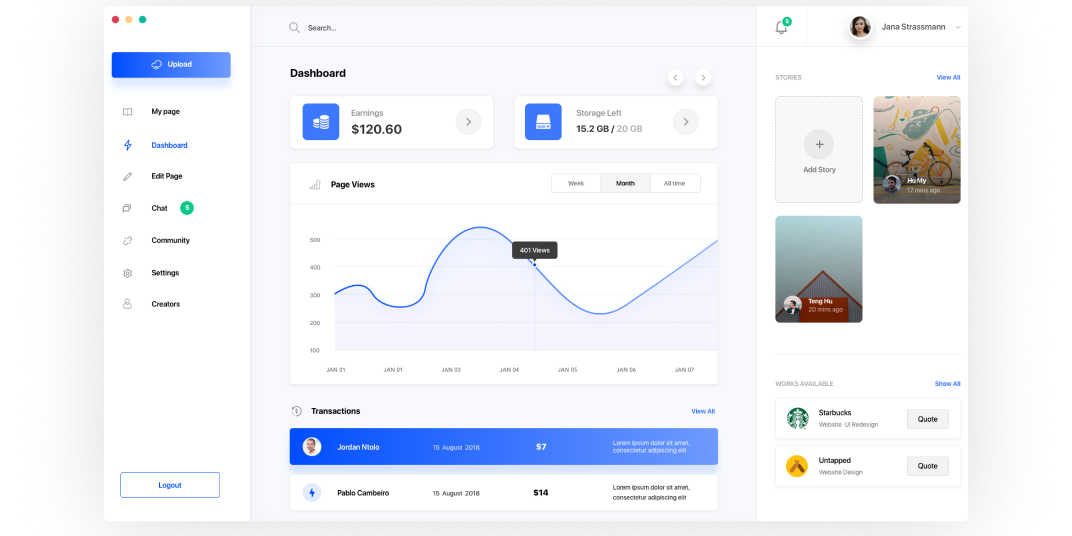 Upload
My page
Dashboard
Edit Page
Chat 5
Community
Settings
Creators
Logout
Search...
5
Jana Strassmann
Dashboard
Earnings
$120.60
Storage Left
15.2 GB / 20 GB
Page Views
Week Month All time
401 Views
500
400
300
200
100
JAN 01 JAN 01 JAN 03 JAN 04 JAN 05 JAN 06 JAN 07
Transactions View All
Jordan Ntolo 15 August 2018 $7 Lorem ipsum dolor sit amet,
consectetur adipiscing elit
Pablo Cambeiro 15 August 2018 $14 Lorem ipsum dolor sit amet,
consectetur adipiscing elit
STORIES View All
Add Story
Hu My
12 mins ago
Teng Hu
20 mins ago
WORKS AVAILABLE Show All
Starbucks
Website UI Redesign
Quote
Untapped
Website Design
Quote